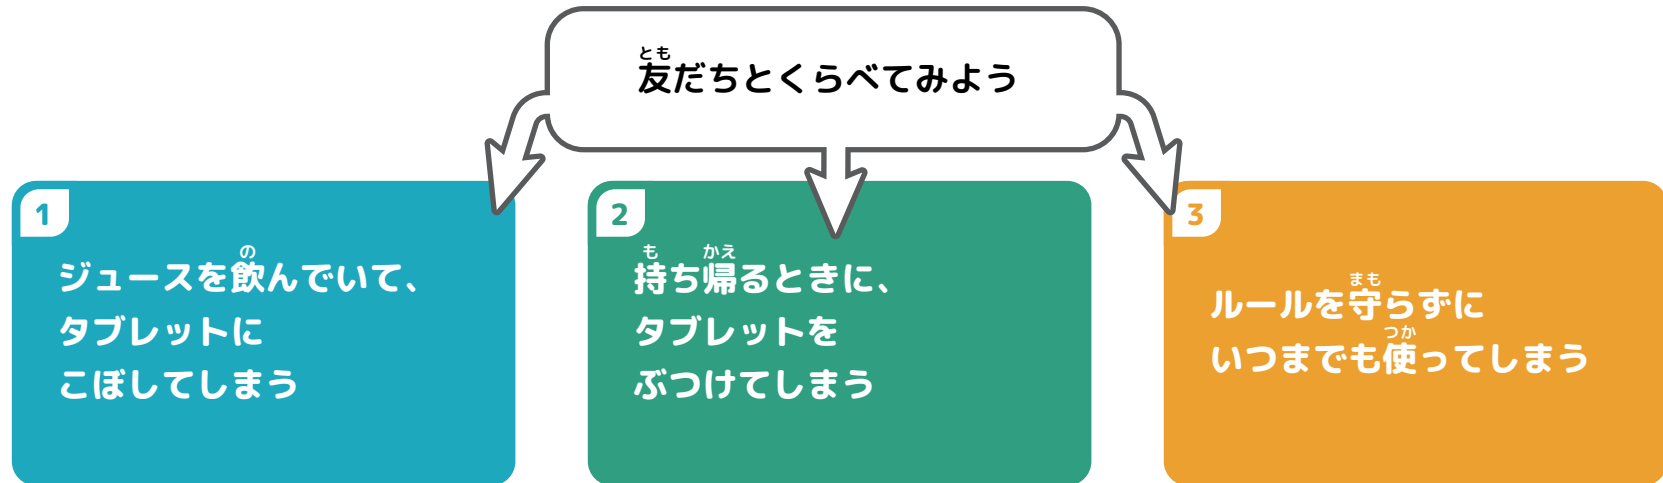 友だちとくらべてみよう
とも
1
ジュースを飲んでいて、
の
タブレットに
こぼしてしまう
2
持ち帰るときに、
も かえ
タブレットを
ぶつけてしまう
3
ルールを守らずに
まも
いつまでも使ってしまう
つか